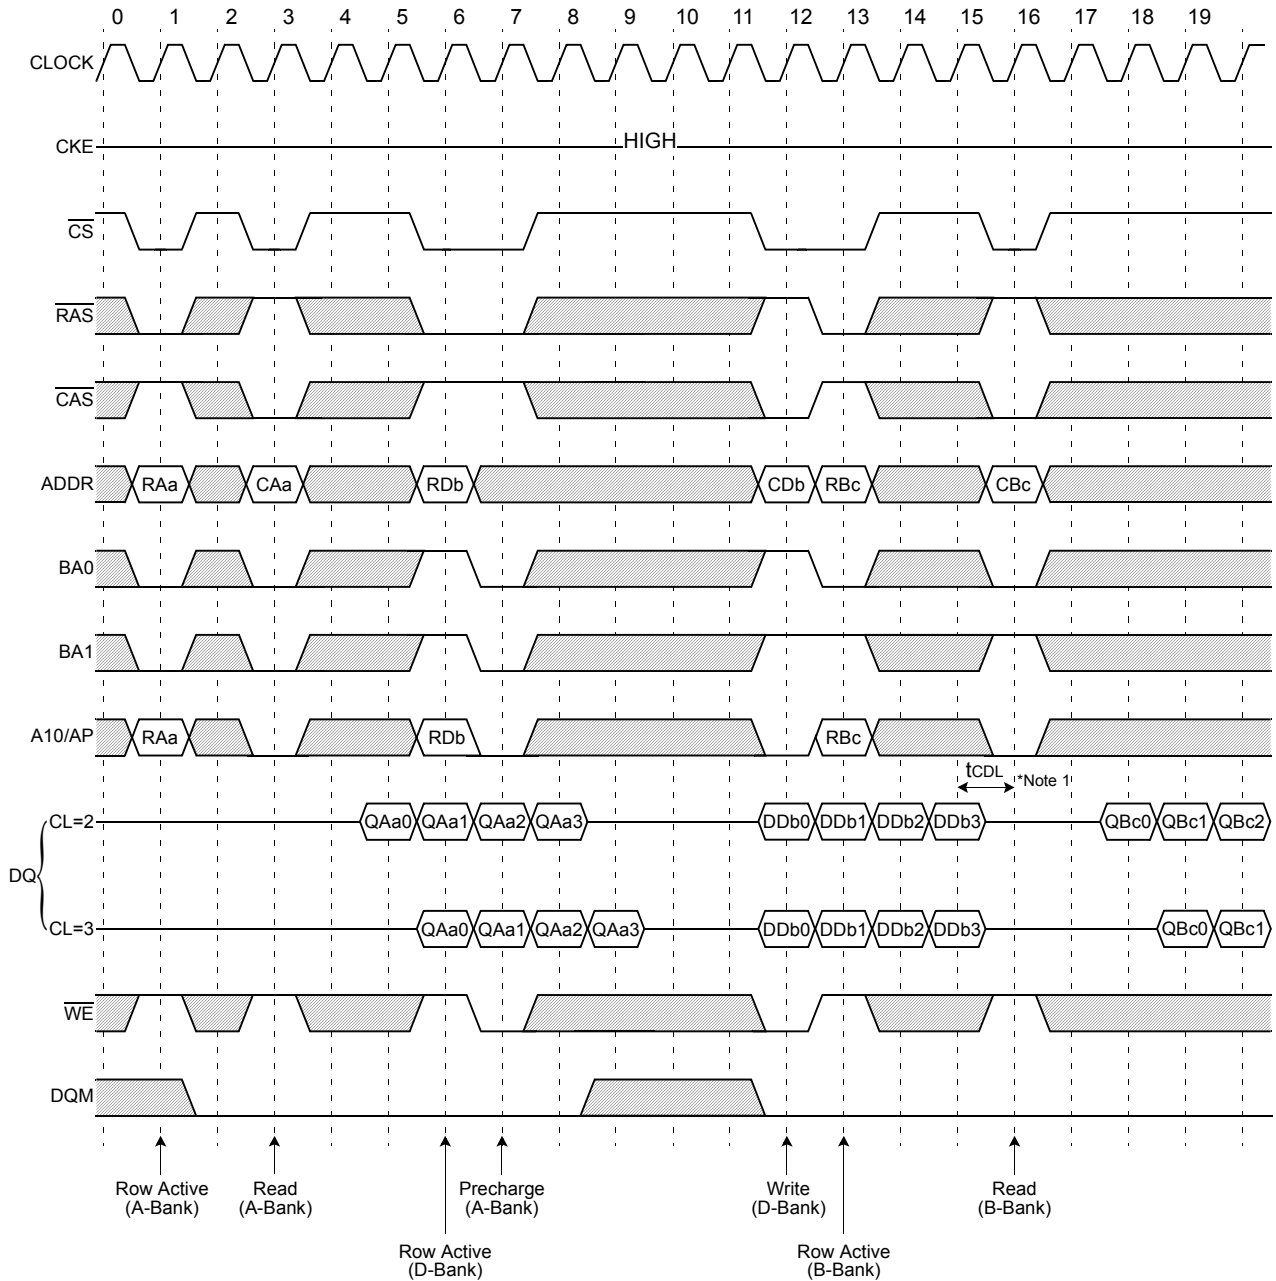 0 1 2 3 4 5 6 7 8 9 10 11 12 13 14 15 16 17 18 19
CLOCK
CKE HIGH
CS
RAS
CAS
ADDR RAa CAa RDb CDb RBc CBc
BA0
BA1
A10/AP RAa RDb RBc
tCDL *Note 1
CL=2 QAa0 QAa1 QAa2 QAa3 DDb0 DDb1 DDb2 DDb3 QBc0 QBc1 QBc2
DQ
CL=3 QAa0 QAa1 QAa2 QAa3 DDb0 DDb1 DDb2 DDb3 QBc0 QBc1
WE
DQM
Row Active
(A-Bank)
Read
(A-Bank)
Precharge
(A-Bank)
Write
(D-Bank)
Read
(B-Bank)
Row Active
(D-Bank)
Row Active
(B-Bank)